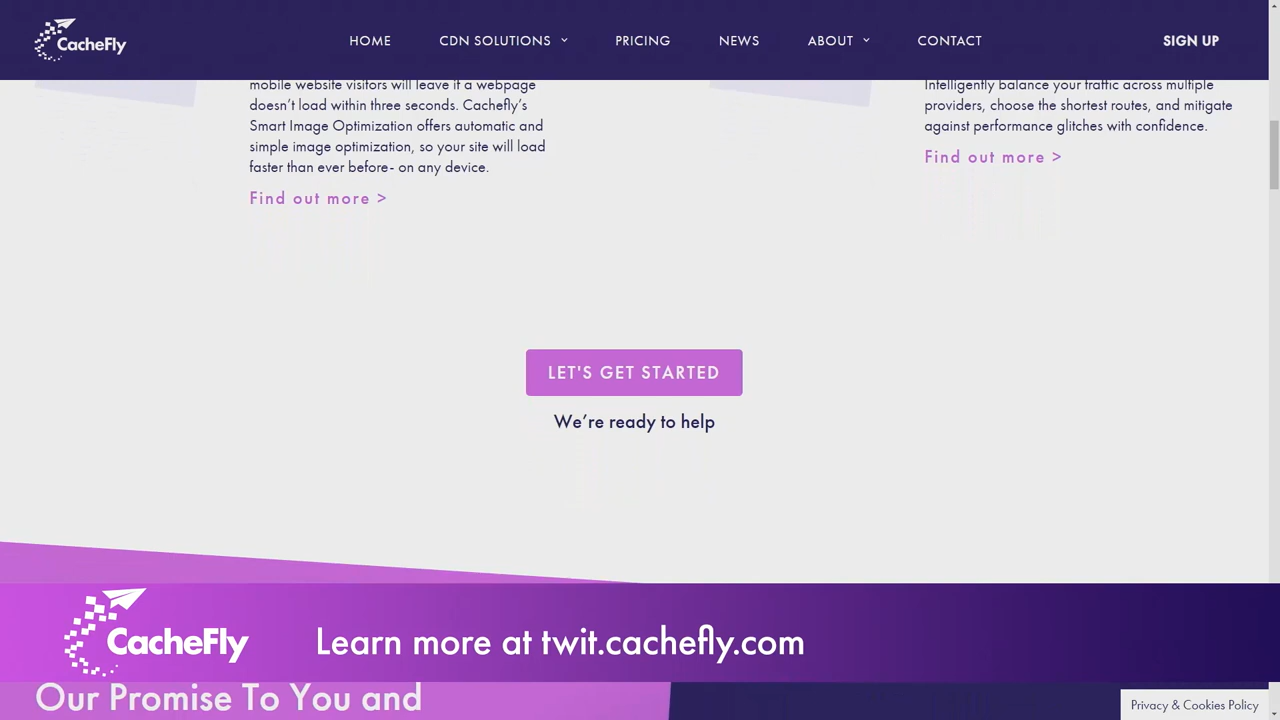 CacheFly
HOME
CDN SOLUTIONS
PRICING
NEWS
ABOUT
CONTACT
SIGN UP
mobile website visitors will leave if a webpage
doesn’t load within three seconds. Cachefly’s
Smart Image Optimization offers automatic and
simple image optimization, so your site will load
faster than ever before- on any device.
Find out more >
Intelligently balance your traffic across multiple
providers, choose the shortest routes, and mitigate
against performance glitches with confidence.
Find out more >
LET'S GET STARTED
We’re ready to help
CacheFly
Learn more at twit.cachefly.com
Our Promise To You and
Privacy & Cookies Policy